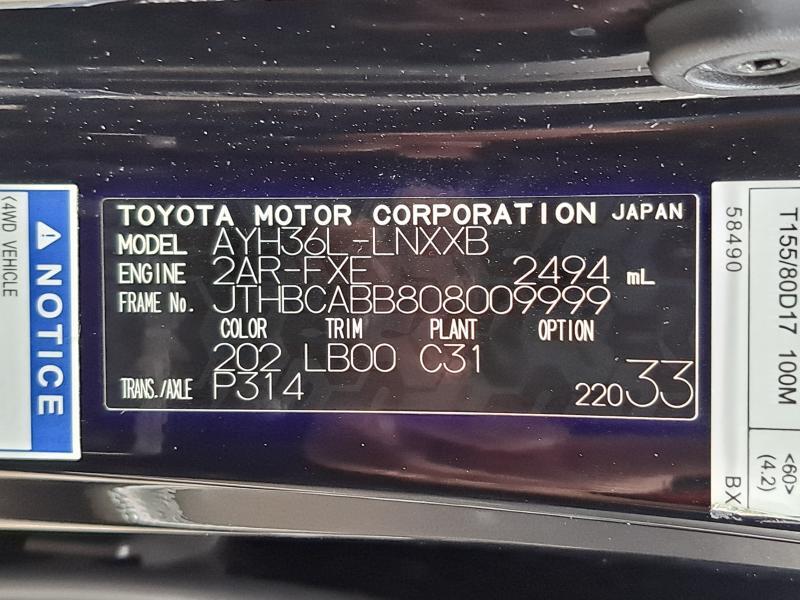 TOYOTA MOTOR CORPORATION JAPAN
MODEL AYH36L-LNXXB
ENGINE 2AR-FXE 2494 mL
FRAME No. JTHBCABB808009999
COLOR TRIM PLANT OPTION
202 LB00 C31
TRANS./AXLE P314
22033
NOTICE
(4WD VEHICLE
T155/80D17 100M
<60>
(4.2)
58490
BX